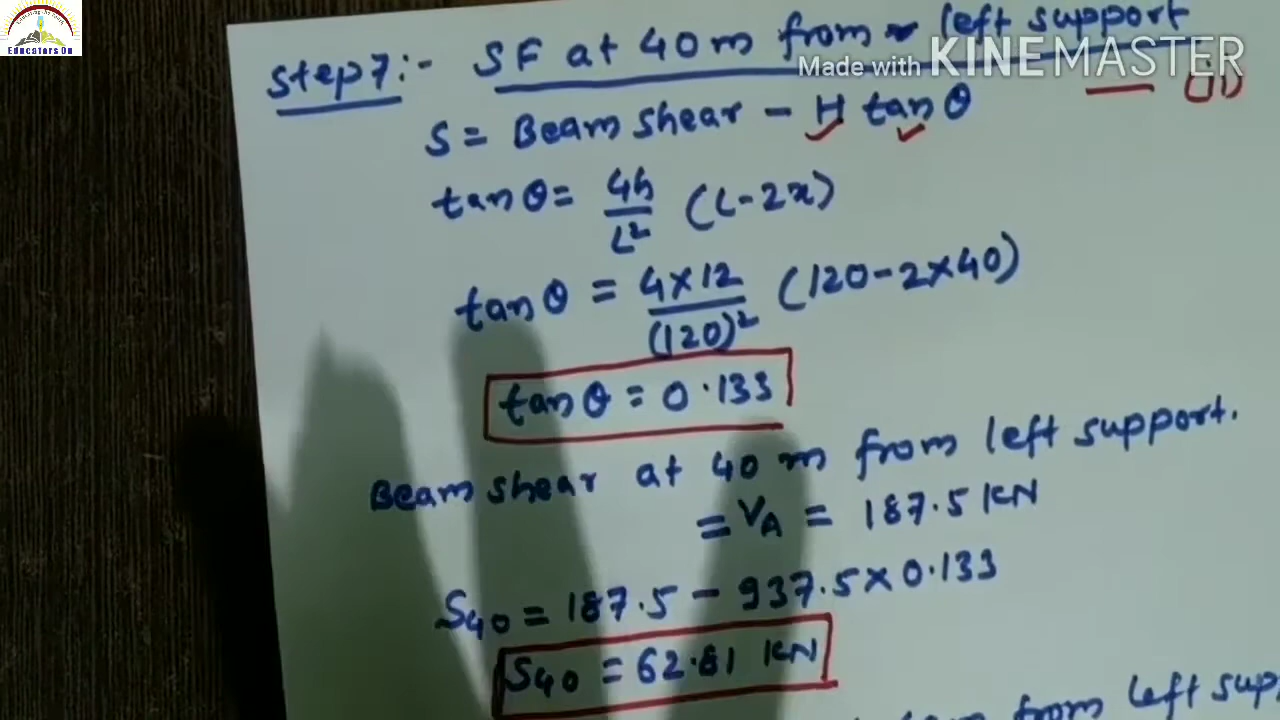 Educators On
Made with KINEMASTER
Step 7:- SF at 40 m from left support
S = Beam shear - H tan θ
tan θ = 4h/L² (L-2x)
tan θ = 4×12/(120)² (120-2×40)
tan θ = 0.133
Beam shear at 40 m from left support.
= VA = 187.5 KN
S40 = 187.5 - 937.5×0.133
S40 = 62.81 KN
from left sup